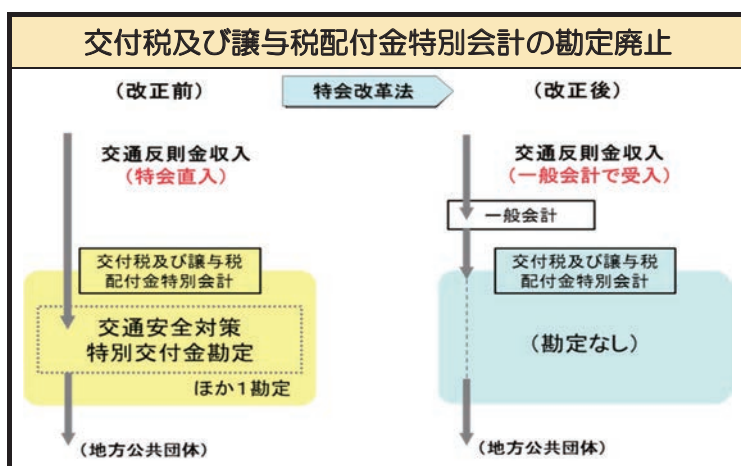 交付税及び譲与税配付金特別会計の勘定廃止
(改正前)
特会改革法
(改正後)
交通反則金収入
(特会直入)
交付税及び譲与税
配付金特別会計
交通安全対策
特別交付金勘定
ほか1勘定
(地方公共団体)
交通反則金収入
(一般会計で受入)
一般会計
交付税及び譲与税
配付金特別会計
(勘定なし)
(地方公共団体)